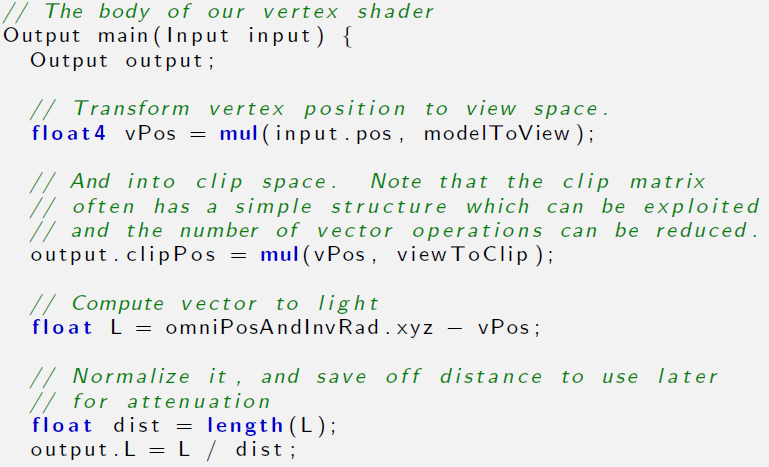 // The body of our vertex shader
Output main(Input input) {
Output output;
// Transform vertex position to view space.
float4 vPos = mul(input.pos, modelToView);
// And into clip space. Note that the clip matrix
// often has a simple structure which can be exploited
// and the number of vector operations can be reduced.
output.clipPos = mul(vPos, viewToClip);
// Compute vector to light
float L = omniPosAndInvRad.xyz − vPos;
// Normalize it, and save off distance to use later
// for attenuation
float dist = length(L);
output.L = L / dist;